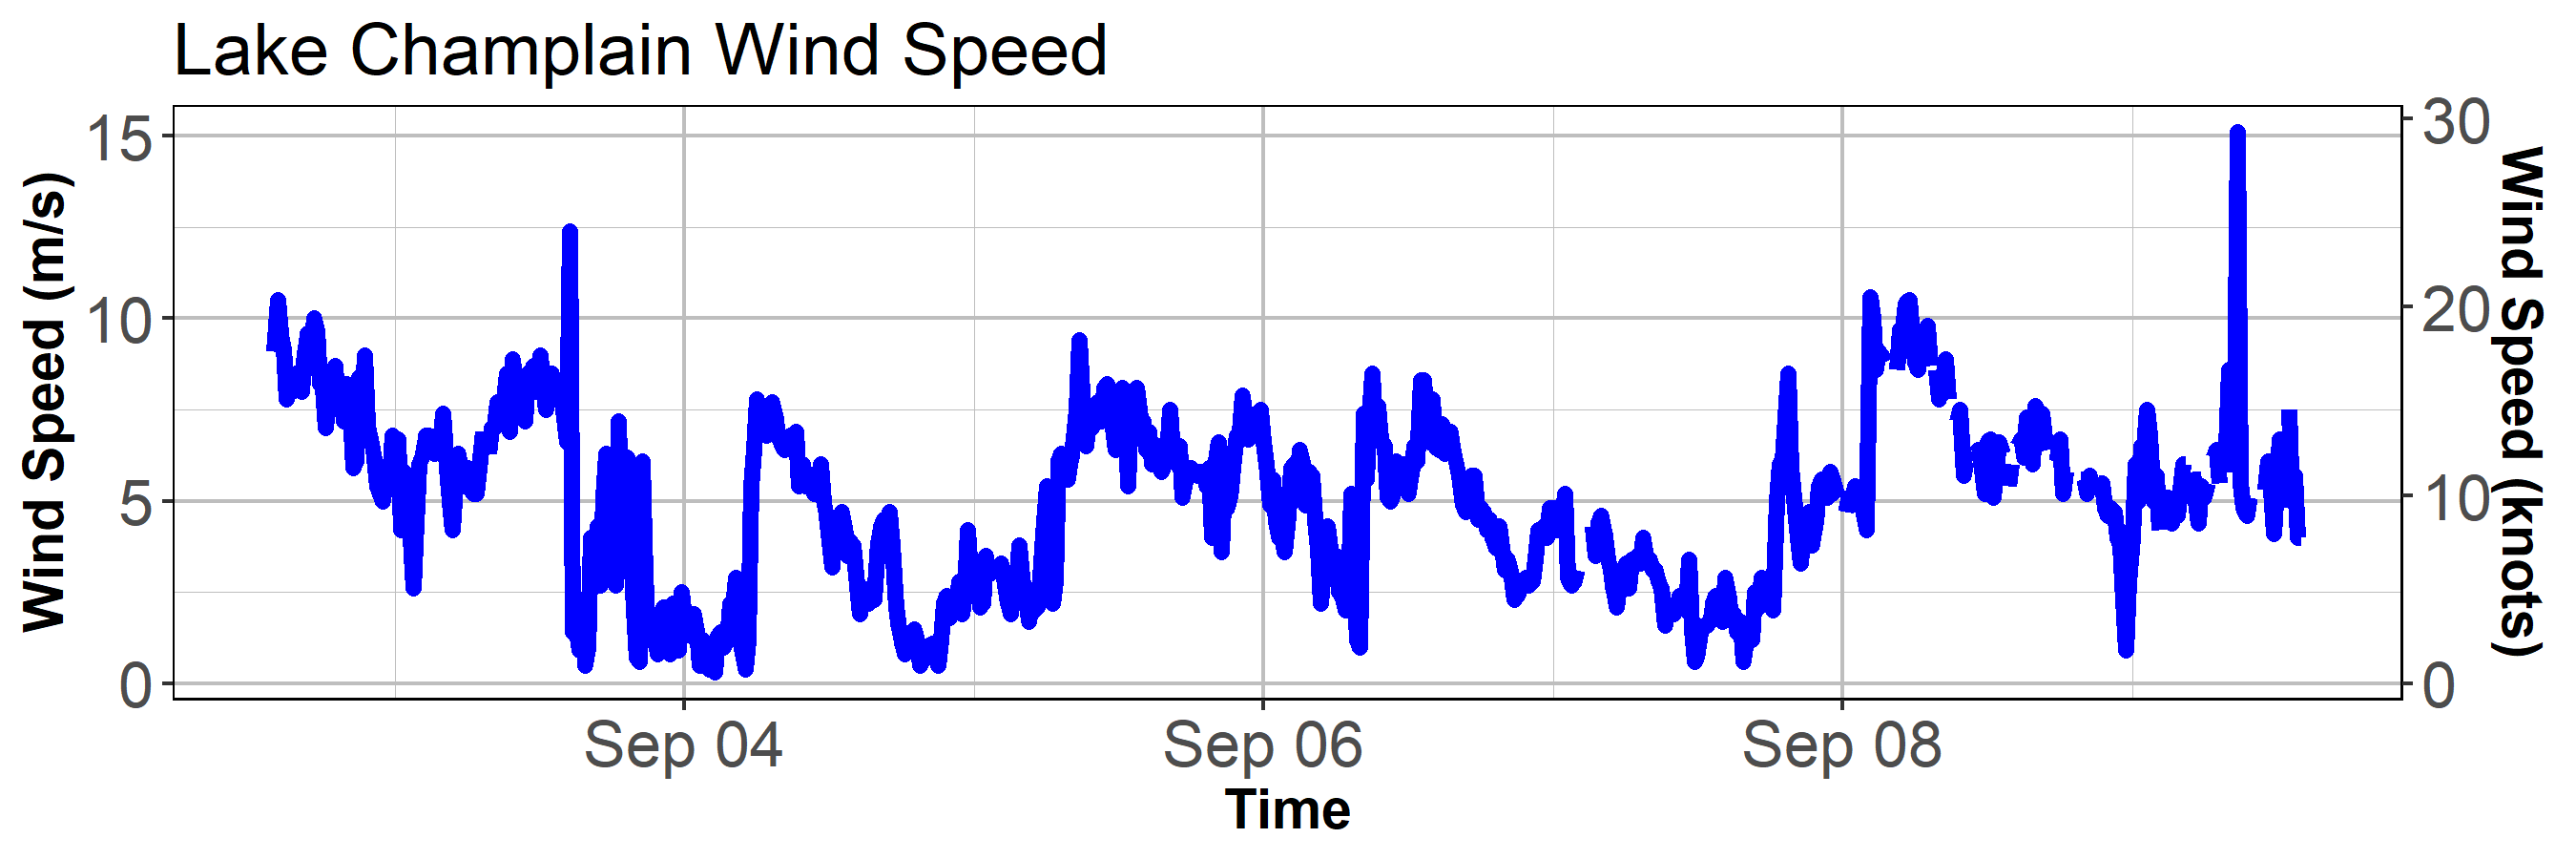 Lake Champlain Wind Speed
Wind Speed (m/s)
15
10
5
0
30
20
10
0
Wind Speed (knots)
Sep 04
Sep 06
Sep 08
Time